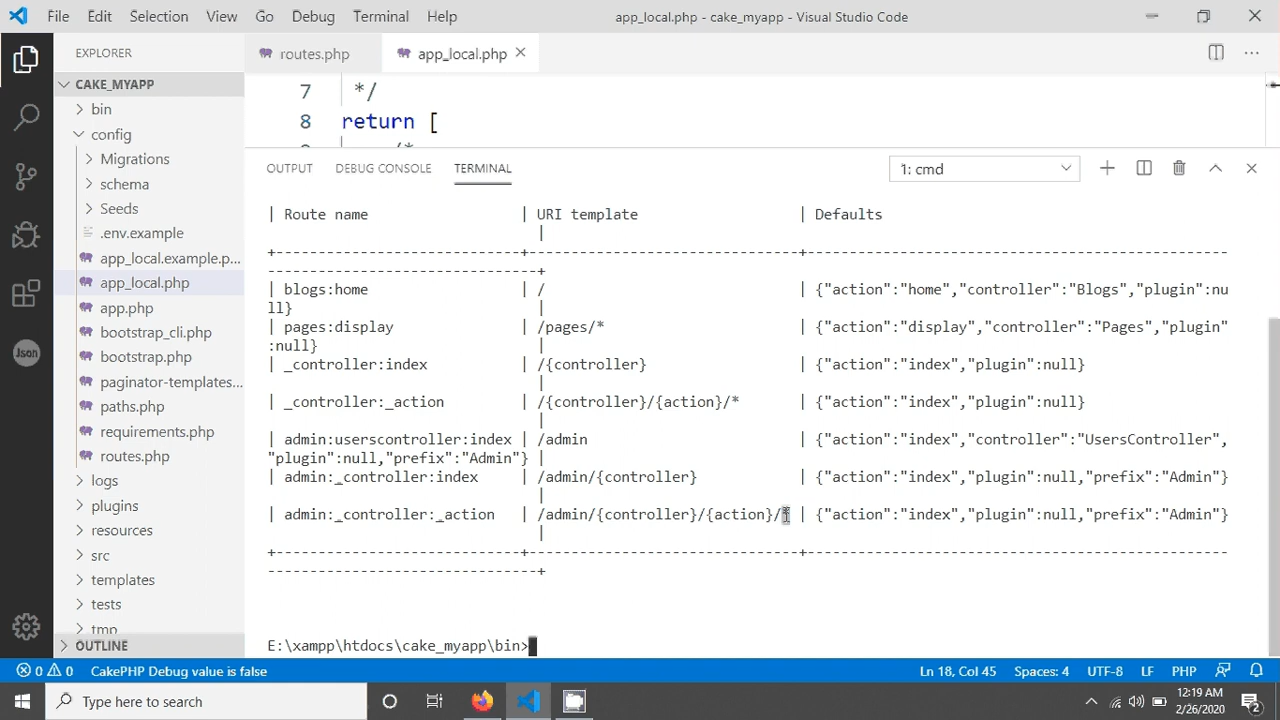 File Edit Selection View Go Debug Terminal Help app_local.php - cake_myapp - Visual Studio Code
EXPLORER
routes.php app_local.php
CAKE_MYAPP
bin
config
Migrations
schema
Seeds
.env.example
app_local.example.p...
app_local.php
app.php
bootstrap_cli.php
bootstrap.php
paginator-templates...
paths.php
requirements.php
routes.php
logs
plugins
resources
src
templates
tests
tmp
OUTLINE
7 */
8 return [
/*
OUTPUT DEBUG CONSOLE TERMINAL 1: cmd
| Route name | URI template | Defaults
|
+-------------------------------+---------------------------------+---------------------------------------------------
---------------------------------+
| blogs:home | / | {"action":"home","controller":"Blogs","plugin":nu
ll} |
| pages:display | /pages/* | {"action":"display","controller":"Pages","plugin"
:null} |
| _controller:index | /{controller} | {"action":"index","plugin":null}
|
| _controller:_action | /{controller}/{action}/* | {"action":"index","plugin":null}
|
| admin:userscontroller:index | /admin | {"action":"index","controller":"UsersController",
"plugin":null,"prefix":"Admin"} |
| admin:_controller:index | /admin/{controller} | {"action":"index","plugin":null,"prefix":"Admin"}
|
| admin:_controller:_action | /admin/{controller}/{action}/* | {"action":"index","plugin":null,"prefix":"Admin"}
|
+-------------------------------+---------------------------------+---------------------------------------------------
---------------------------------+
E:\xampp\htdocs\cake_myapp\bin>
Json
0 0 CakePHP Debug value is false Ln 18, Col 45 Spaces: 4 UTF-8 LF PHP
Type here to search
12:19 AM
2/26/2020
2